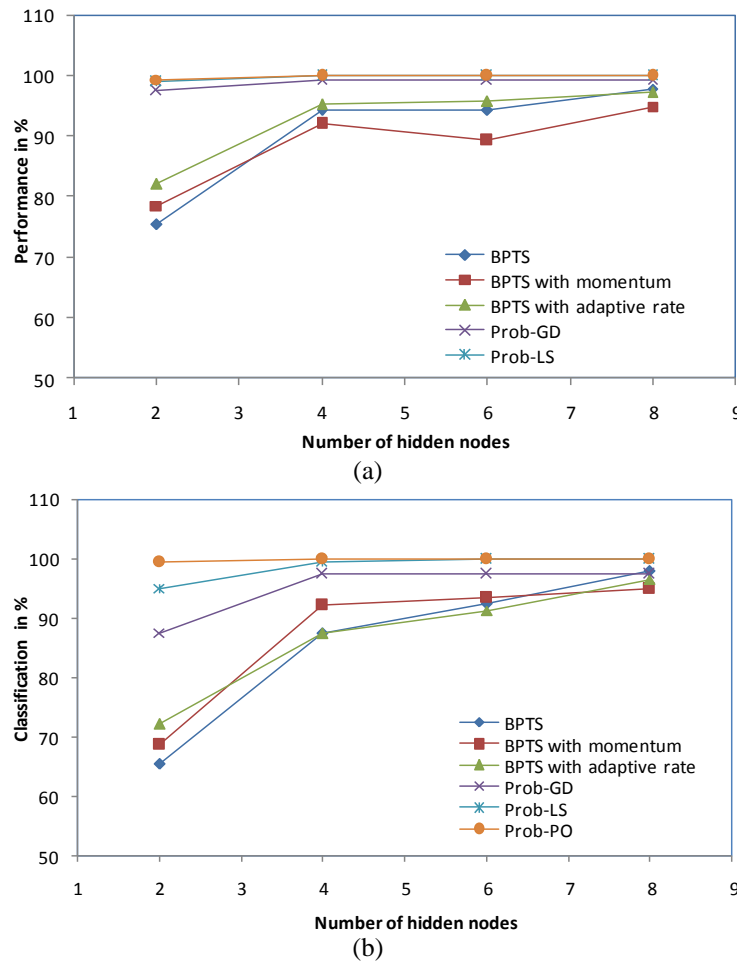 110
100
90
80
70
60
50
Performance in %
BPTS
BPTS with momentum
BPTS with adaptive rate
Prob-GD
Prob-LS
1 2 3 4 5 6 7 8 9
Number of hidden nodes
(a)
110
100
90
80
70
60
50
Classification in %
BPTS
BPTS with momentum
BPTS with adaptive rate
Prob-GD
Prob-LS
Prob-PO
1 2 3 4 5 6 7 8 9
Number of hidden nodes
(b)